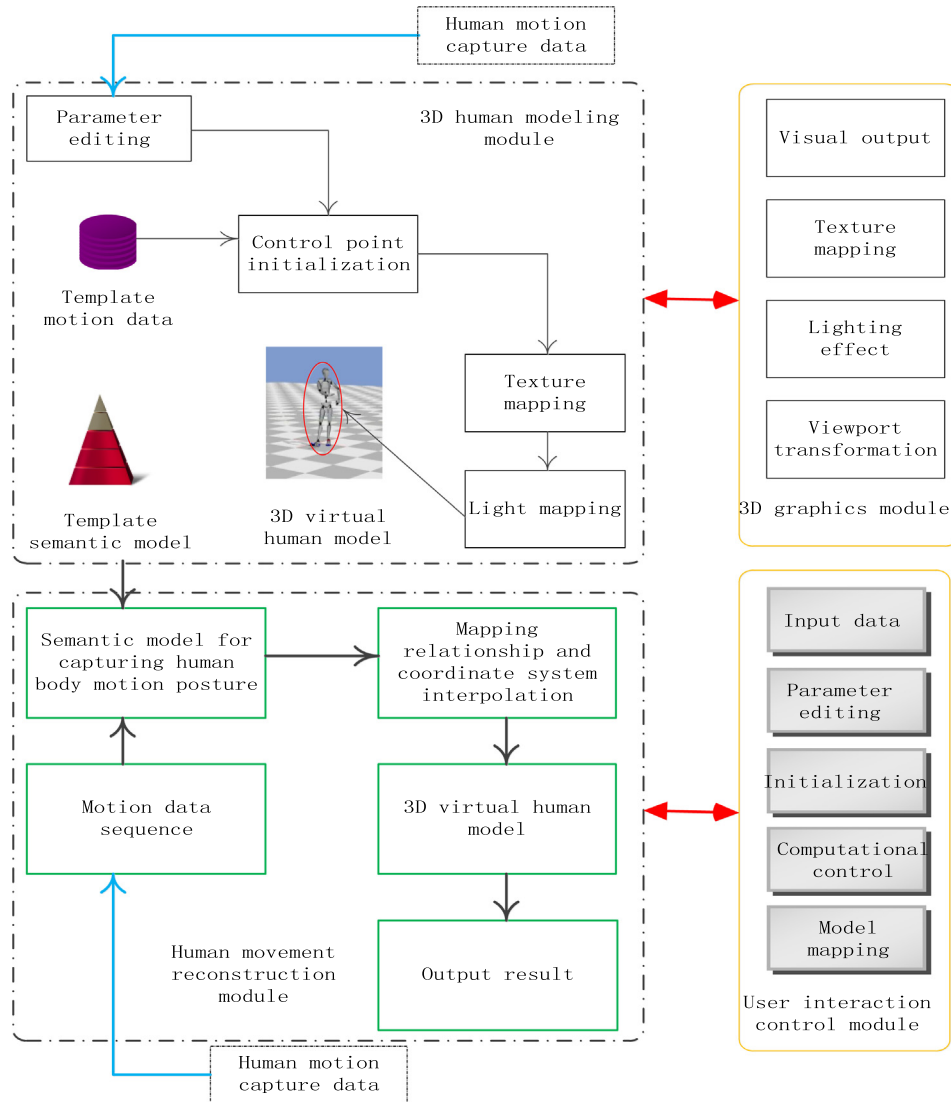 Human motion
capture data
Parameter
editing
3D human modeling
module
Control point
initialization
Template
motion data
Texture
mapping
Light mapping
Template
semantic model
3D virtual
human model
Visual output
Texture
mapping
Lighting
effect
Viewport
transformation
3D graphics module
Semantic model for
capturing human
body motion posture
Mapping
relationship and
coordinate system
interpolation
Motion data
sequence
3D virtual human
model
Human movement
reconstruction
module
Output result
Human motion
capture data
Input data
Parameter
editing
Initialization
Computational
control
Model
mapping
User interaction
control module